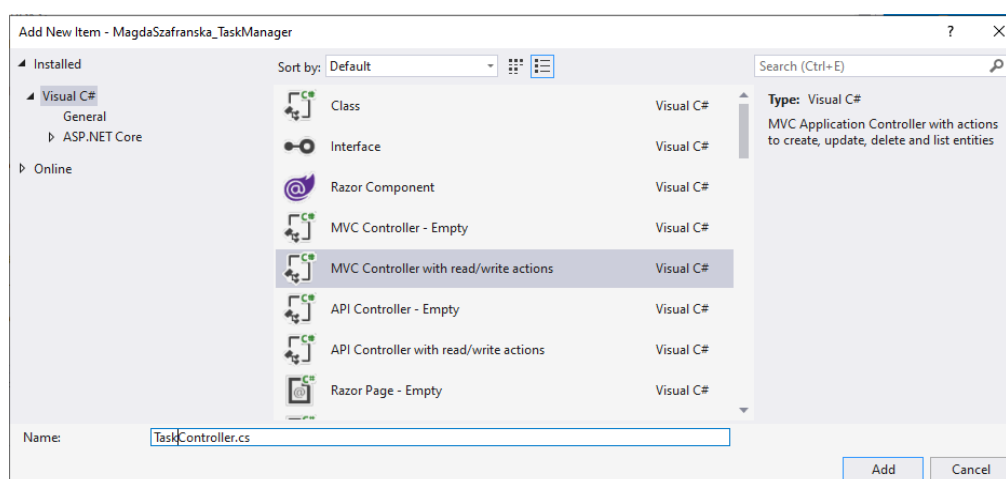 Add New Item - MagdaSzafranska_TaskManager ? ×
Installed
Visual C#
General
ASP.NET Core
Online
Sort by: Default
Class Visual C#
Interface Visual C#
Razor Component Visual C#
MVC Controller - Empty Visual C#
MVC Controller with read/write actions Visual C#
API Controller - Empty Visual C#
API Controller with read/write actions Visual C#
Razor Page - Empty Visual C#
Search (Ctrl+E)
Type: Visual C#
MVC Application Controller with actions
to create, update, delete and list entities
Name: TaskController.cs
Add Cancel